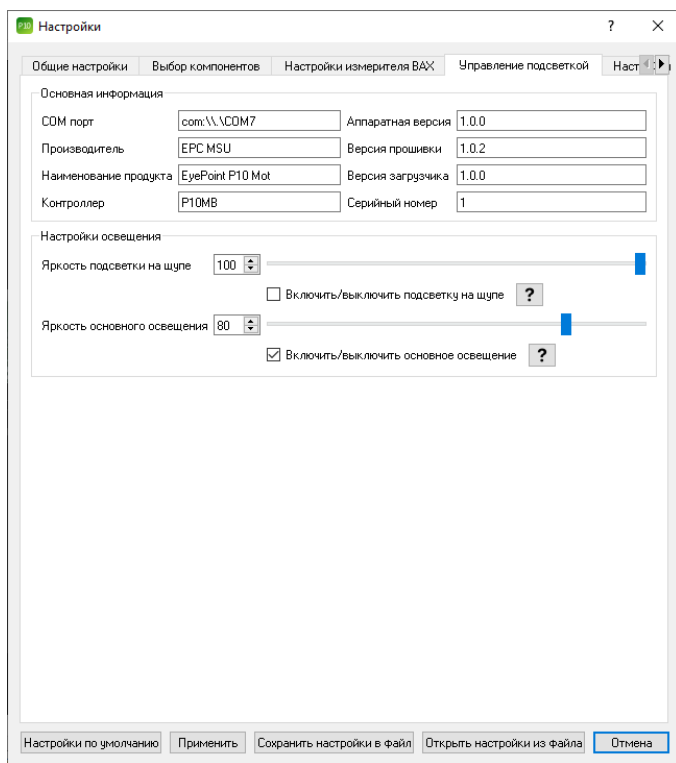 P10 Настройки ? ×
Общие настройки Выбор компонентов Настройки измерителя ВАХ Управление подсветкой Наст
Основная информация
COM порт com:\\.\COM7 Аппаратная версия 1.0.0
Производитель EPC MSU Версия прошивки 1.0.2
Наименование продукта EyePoint P10 Mot Версия загрузчика 1.0.0
Контроллер P10MB Серийный номер 1
Настройки освещения
Яркость подсветки на щупе 100
Включить/выключить подсветку на щупе ?
Яркость основного освещения 80
Включить/выключить основное освещение ?
Настройки по умолчанию Применить Сохранить настройки в файл Открыть настройки из файла Отмена